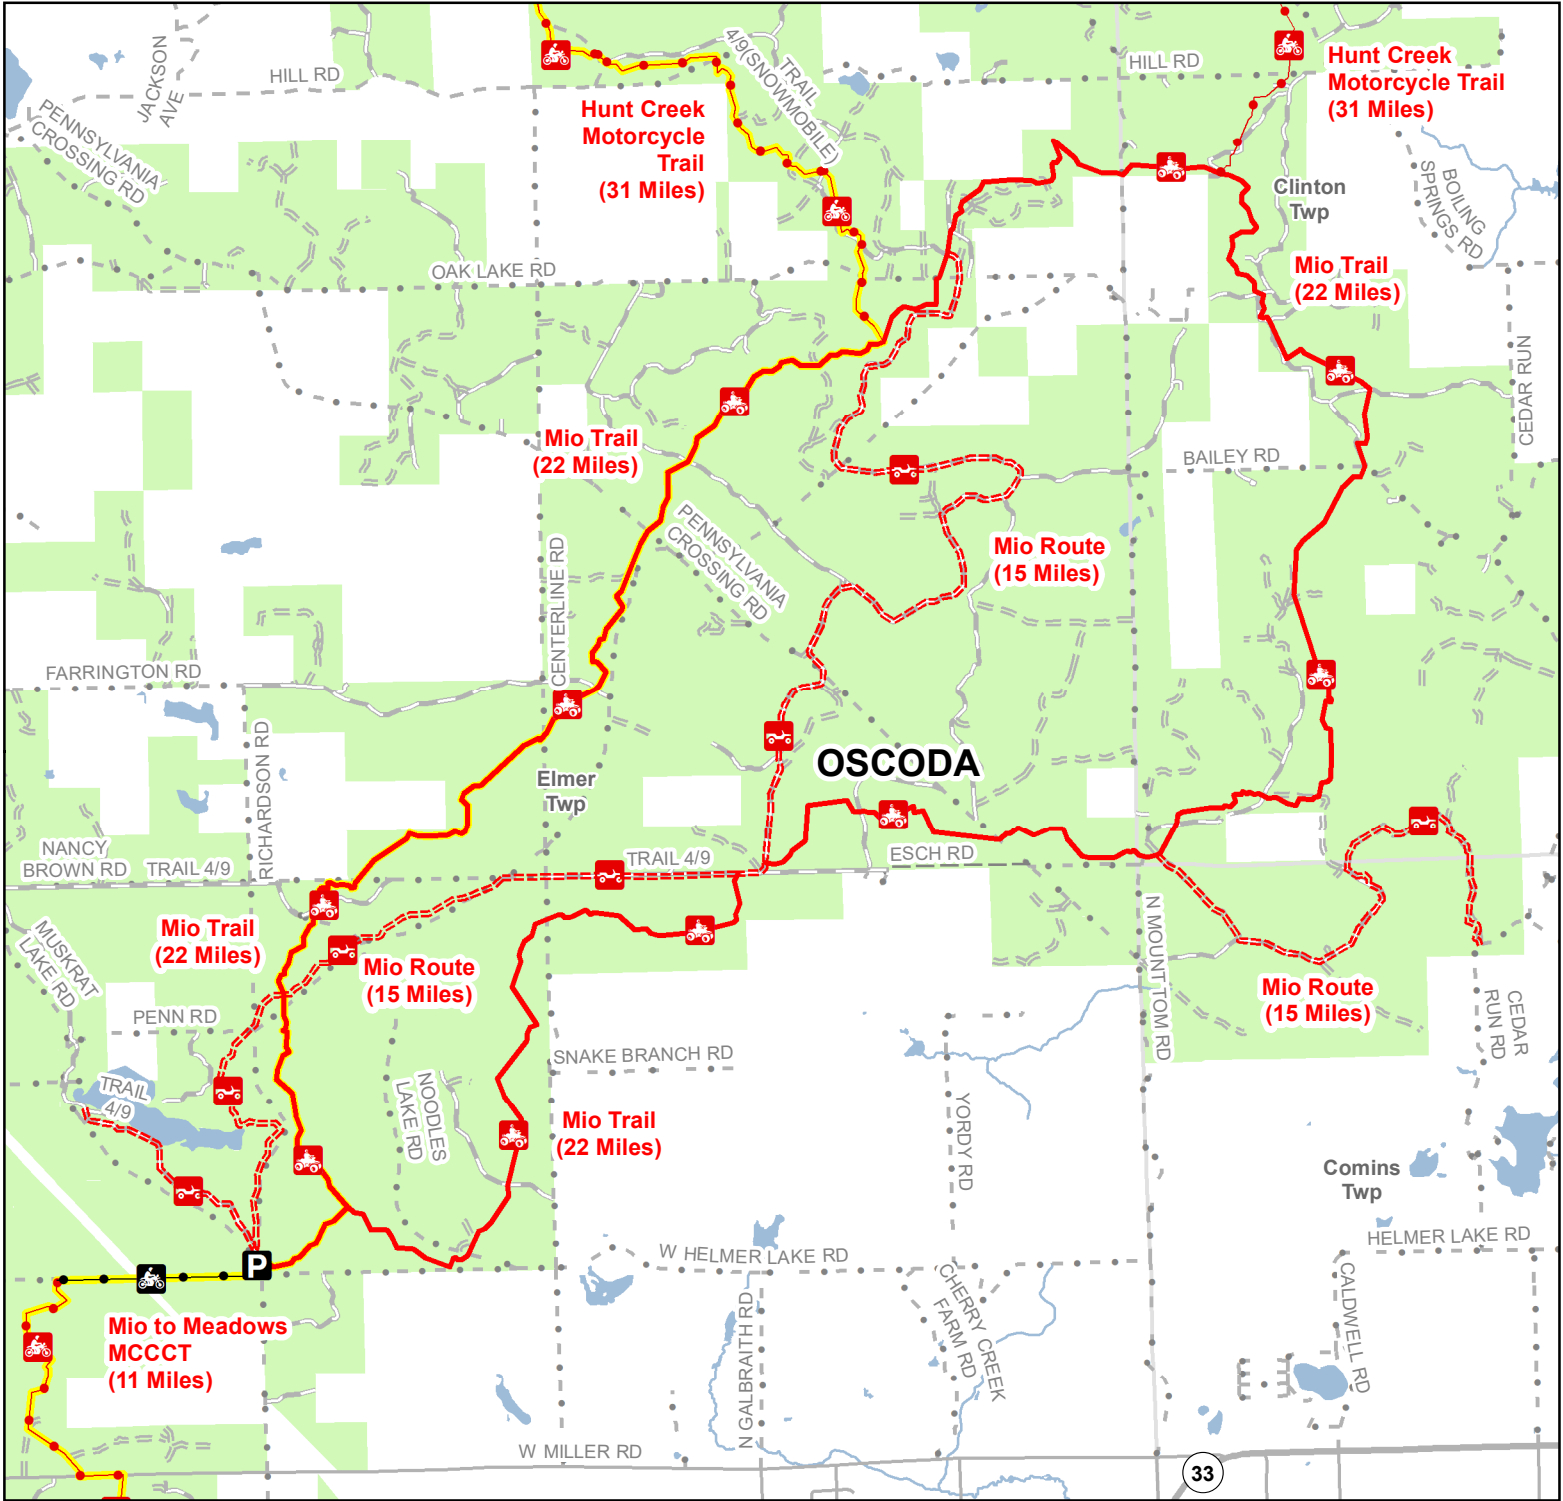 JACKSON
AVE
HILL RD
PENNSYLVANIA
CROSSING RD
TRAIL
4/9(SNOWMOBILE)
HILL RD
Hunt Creek
Motorcycle Trail
(31 Miles)
Hunt Creek
Motorcycle
Trail
(31 Miles)
BOILING
SPRINGS RD
Clinton
Twp
OAK LAKE RD
Mio Trail
(22 Miles)
CEDAR RUN
Mio Trail
(22 Miles)
BAILEY RD
PENNSYLVANIA
CROSSING RD
CENTERLINE RD
Mio Route
(15 Miles)
FARRINGTON RD
RICHARDSON RD
OSCODA
Elmer
Twp
NANCY
BROWN RD
TRAIL 4/9
TRAIL 4/9
ESCH RD
MUSKRAT
LAKE RD
Mio Trail
(22 Miles)
Mio Route
(15 Miles)
N MOUNT TOM RD
Mio Route
(15 Miles)
CEDAR
RUN RD
PENN RD
SNAKE BRANCH RD
TRAIL
4/9
NOODLES
LAKE RD
Mio Trail
(22 Miles)
YORDY RD
Comins
Twp
P
W HELMER LAKE RD
HELMER LAKE RD
Mio to Meadows
MCCCT
(11 Miles)
N GALBRAITH RD
CHERRY CREEK
FARM RD
CALDWELL RD
W MILLER RD
33